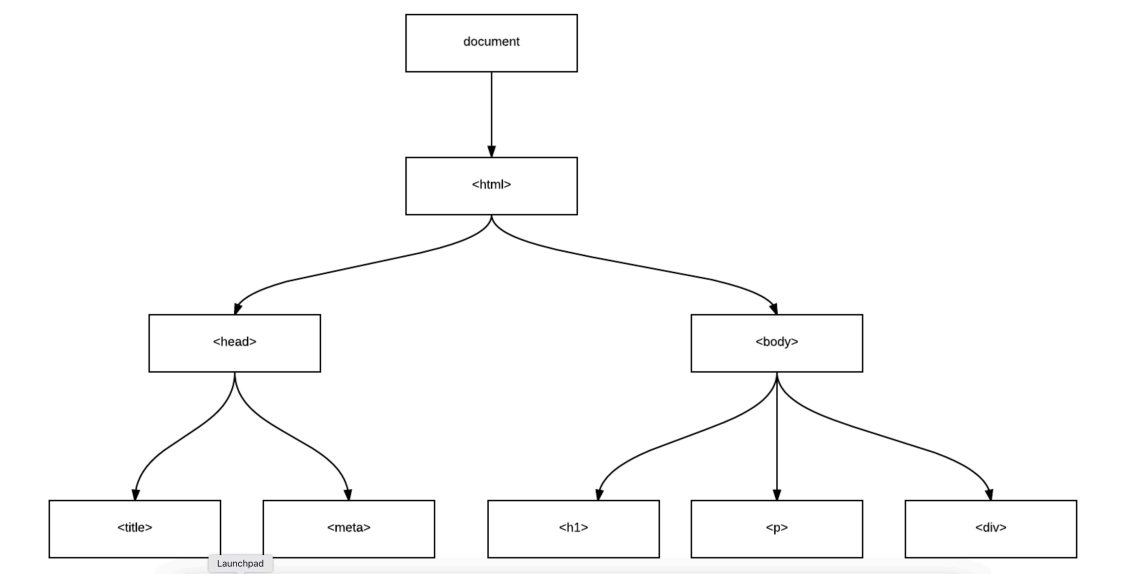 document
<html>
<head>
<body>
<title>
<meta>
<h1>
<p>
<div>
Launchpad